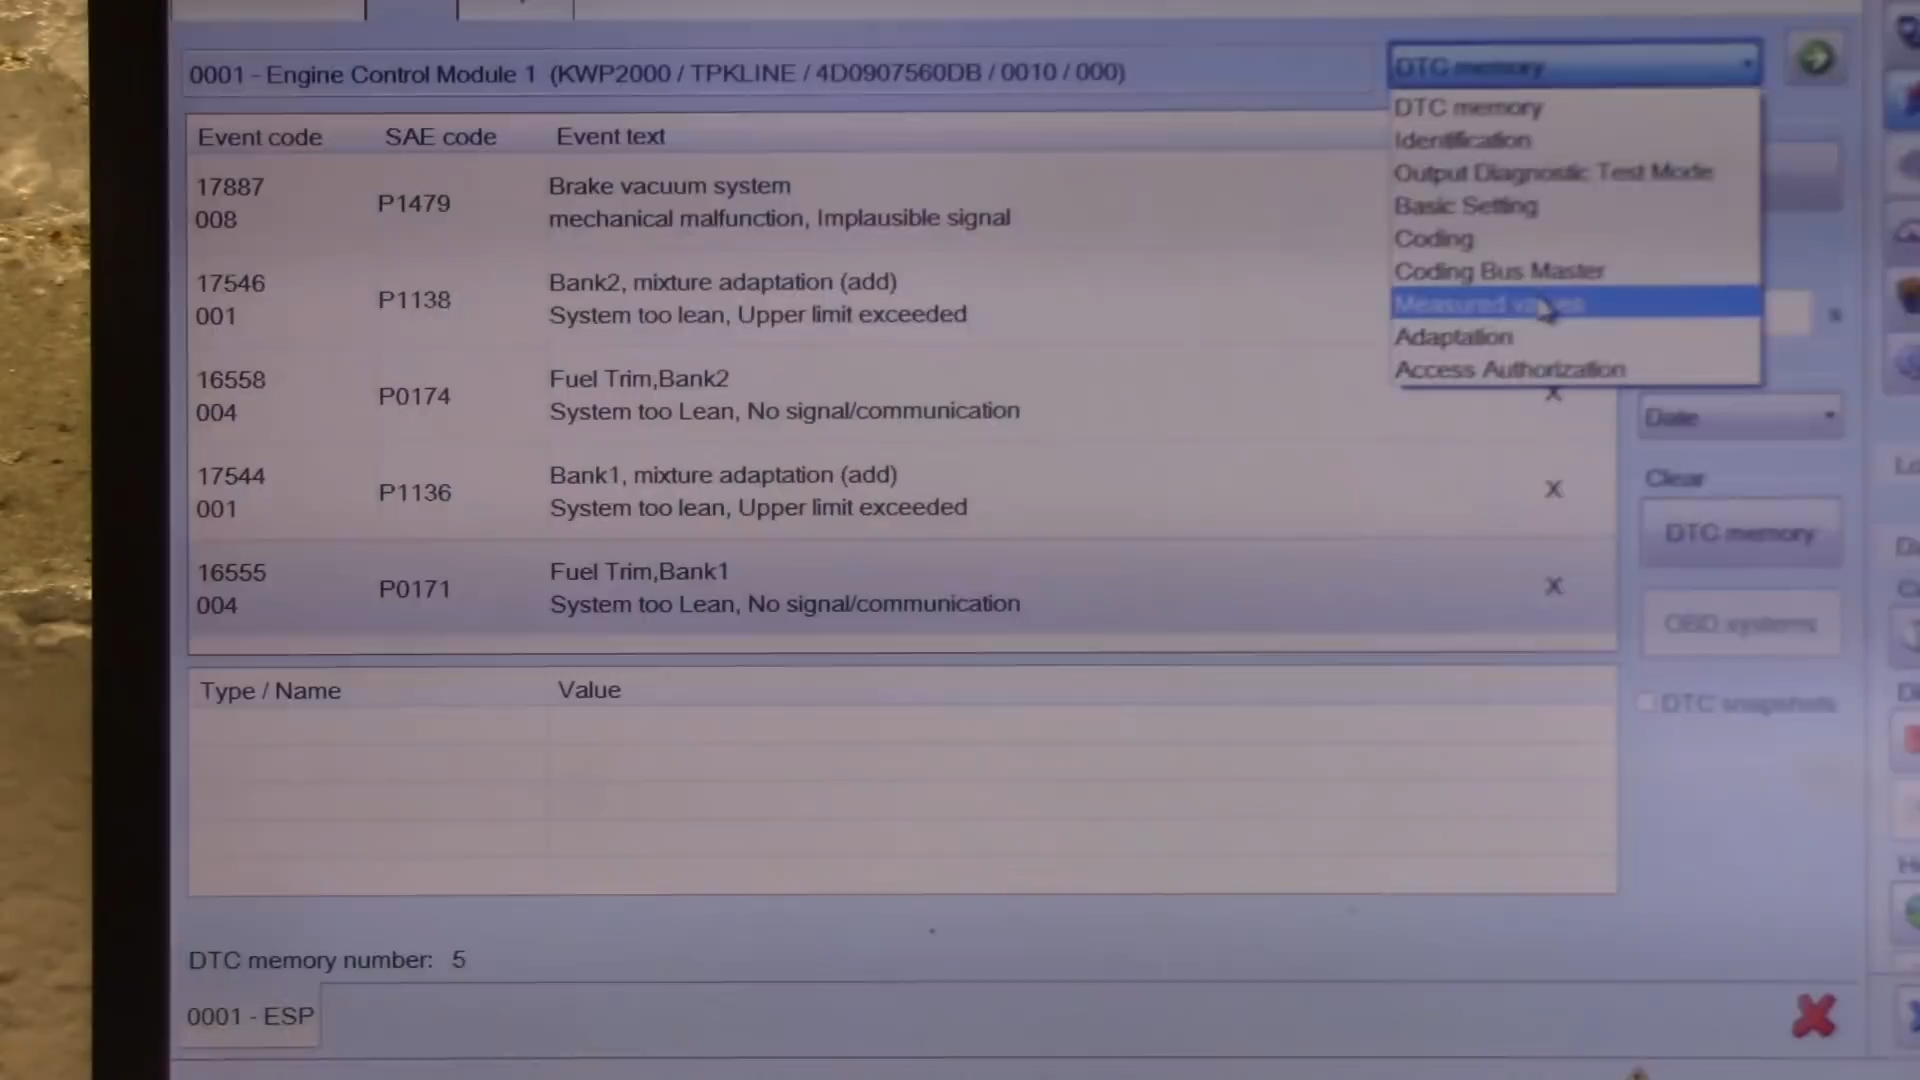 0001 - Engine Control Module 1 (KWP2000 / TPKLINE / 4D0907560DB / 0010 / 000)
DTC memory
DTC memory
Identification
Output Diagnostic Test Mode
Basic Setting
Coding
Coding Bus Master
Measured values
Adaptation
Access Authorization
Event code SAE code Event text
17887
008
P1479
Brake vacuum system
mechanical malfunction, Implausible signal
17546
001
P1138
Bank2, mixture adaptation (add)
System too lean, Upper limit exceeded
16558
004
P0174
Fuel Trim,Bank2
System too Lean, No signal/communication
X
17544
001
P1136
Bank1, mixture adaptation (add)
System too lean, Upper limit exceeded
X
16555
004
P0171
Fuel Trim,Bank1
System too Lean, No signal/communication
X
s
Date
Clear
DTC memory
OBD systems
DTC snapshots
Type / Name Value
DTC memory number: 5
0001 - ESP